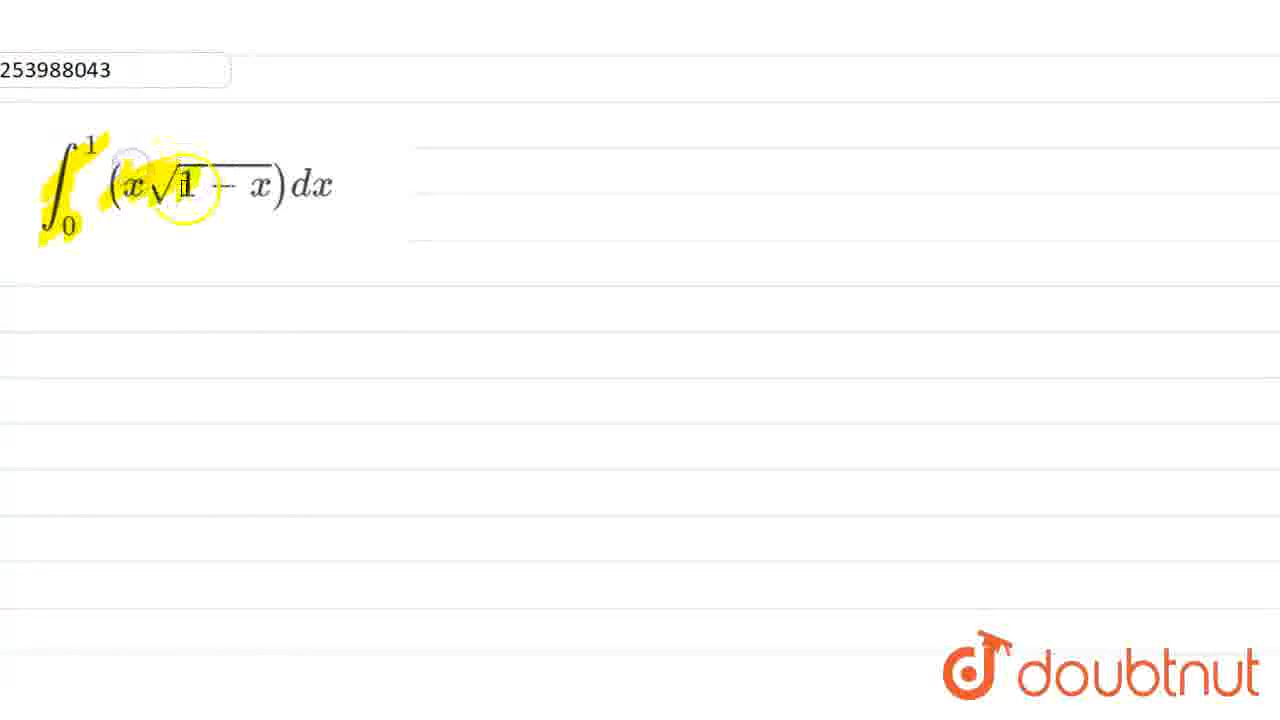 253988043
∫₀¹ (x√(1 − x)) dx
doubtnut